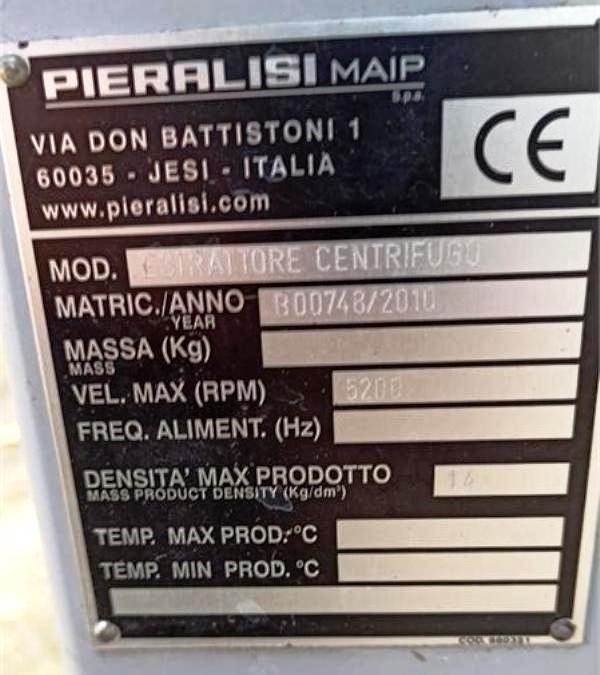 PIERALISI MAIP
S.p.a.
VIA DON BATTISTONI 1
60035 - JESI - ITALIA
www.pieralisi.com
CE
MOD. ESTRATTORE CENTRIFUGO
MATRIC./ANNO B00748/2010
YEAR
MASSA (Kg)
MASS
VEL. MAX (RPM) 5200
FREQ. ALIMENT. (Hz)
DENSITA' MAX PRODOTTO
MASS PRODUCT DENSITY (Kg/dm³)
TEMP. MAX PROD. °C
TEMP. MIN PROD. °C